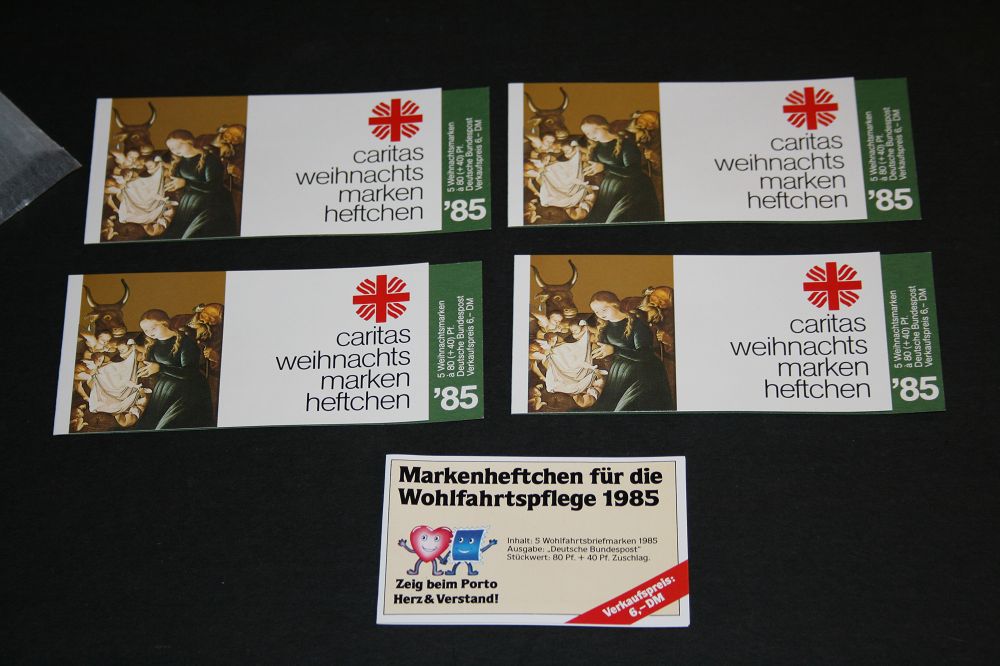 caritas
weihnachts
marken
heftchen
5 Weihnachtsmarken
à 80 (+40) Pf.
Deutsche Bundespost
Verkaufspreis 6,– DM
'85
caritas
weihnachts
marken
heftchen
5 Weihnachtsmarken
à 80 (+40) Pf.
Deutsche Bundespost
Verkaufspreis 6,– DM
'85
caritas
weihnachts
marken
heftchen
5 Weihnachtsmarken
à 80 (+40) Pf.
Deutsche Bundespost
Verkaufspreis 6,– DM
'85
caritas
weihnachts
marken
heftchen
5 Weihnachtsmarken
à 80 (+40) Pf.
Deutsche Bundespost
Verkaufspreis 6,– DM
'85
Markenheftchen für die
Wohlfahrtspflege 1985
Inhalt: 5 Wohlfahrtsbriefmarken 1985
Ausgabe: „Deutsche Bundespost"
Stückwert: 80 Pf. + 40 Pf. Zuschlag.
Zeig beim Porto
Herz & Verstand!
Verkaufspreis:
6,–DM